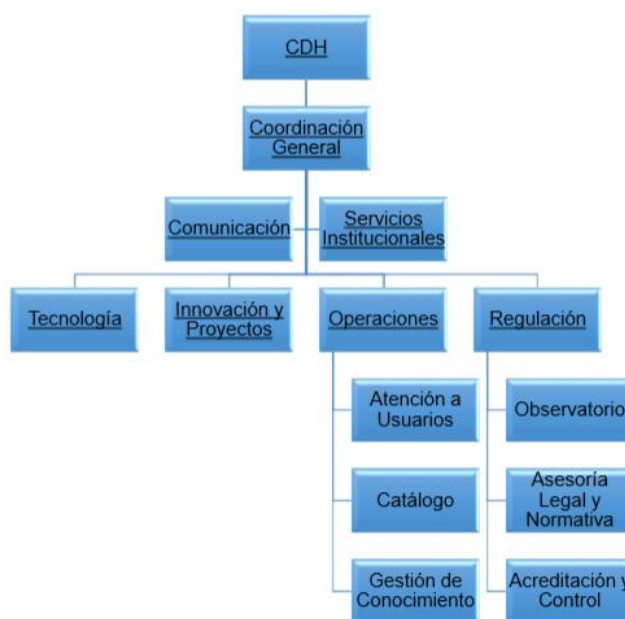 CDH
Coordinación
General
Comunicación
Servicios
Institucionales
Tecnología
Innovación y
Proyectos
Operaciones
Regulación
Atención a
Usuarios
Observatorio
Catálogo
Asesoría
Legal y
Normativa
Gestión de
Conocimiento
Acreditación y
Control